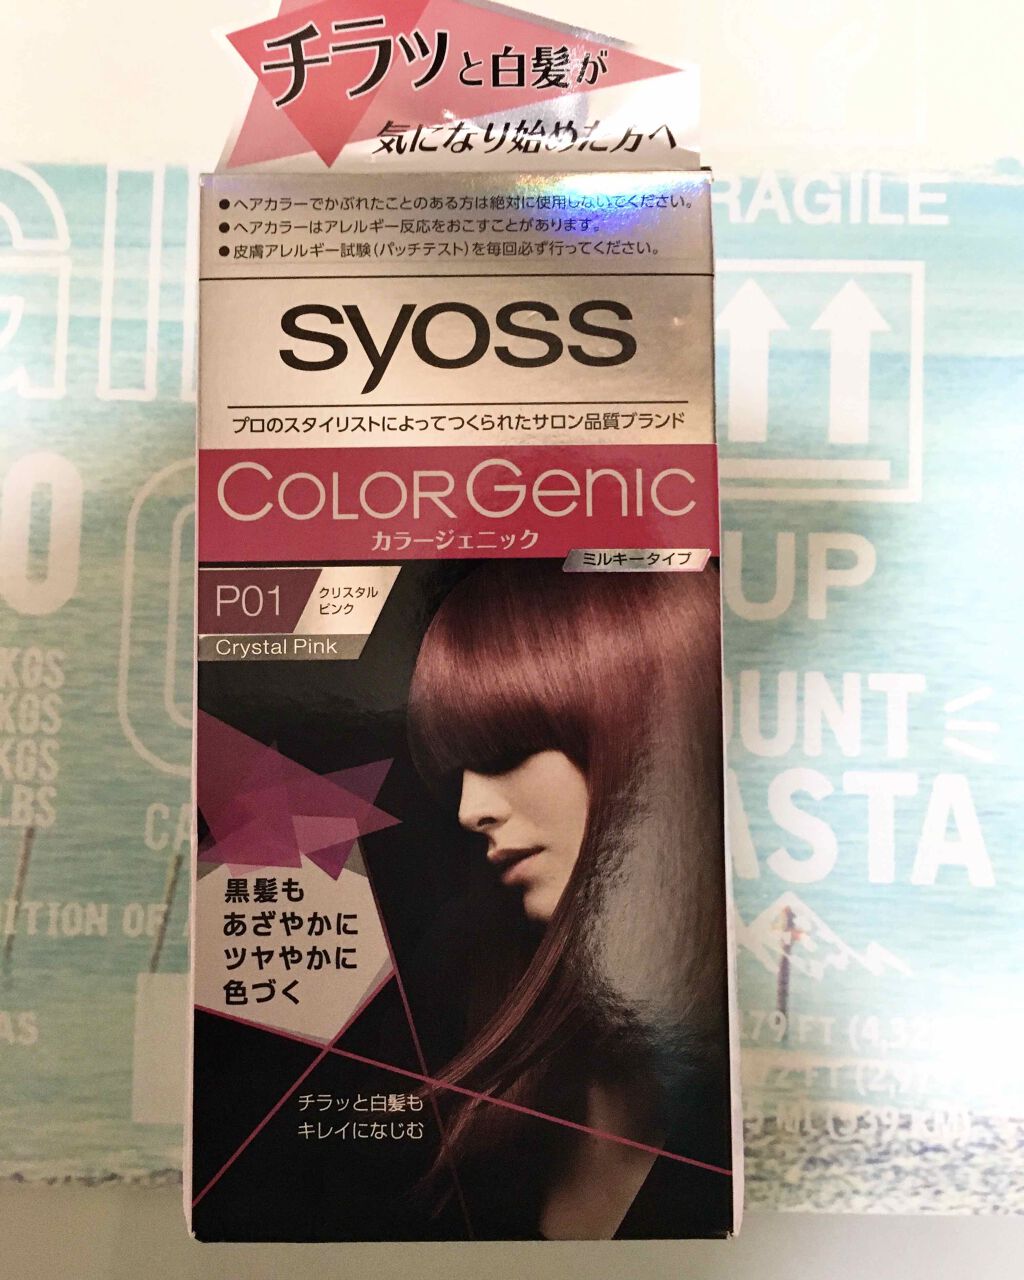 チラッと白髪が
気になり始めた方へ
●ヘアカラーでかぶれたことのある方は絶対に使用しないでください。
●ヘアカラーはアレルギー反応をおこすことがあります。
●皮膚アレルギー試験(パッチテスト)を毎回必ず行ってください。
syoss
プロのスタイリストによってつくられたサロン品質ブランド
COLORGenic
カラージェニック
ミルキータイプ
P01
クリスタル
ピンク
Crystal Pink
黒髪も
あざやかに
ツヤやかに
色づく
チラッと白髪も
キレイになじむ
RAGILE
UP
OUNT
ASTA
KGS
KGS
KGS
LBS
CA
ITION OF
AS